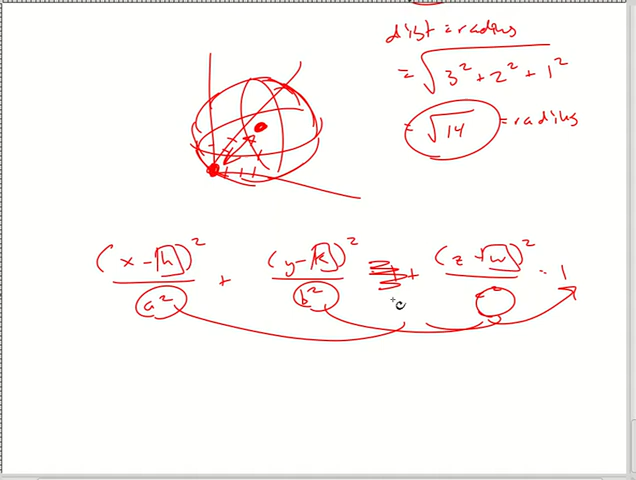 dist = radius
= √3² + 2² + 1²
= √14 = radius
(x-h)²/a² + (y-k)²/b² + (z+w)²/c² = 1